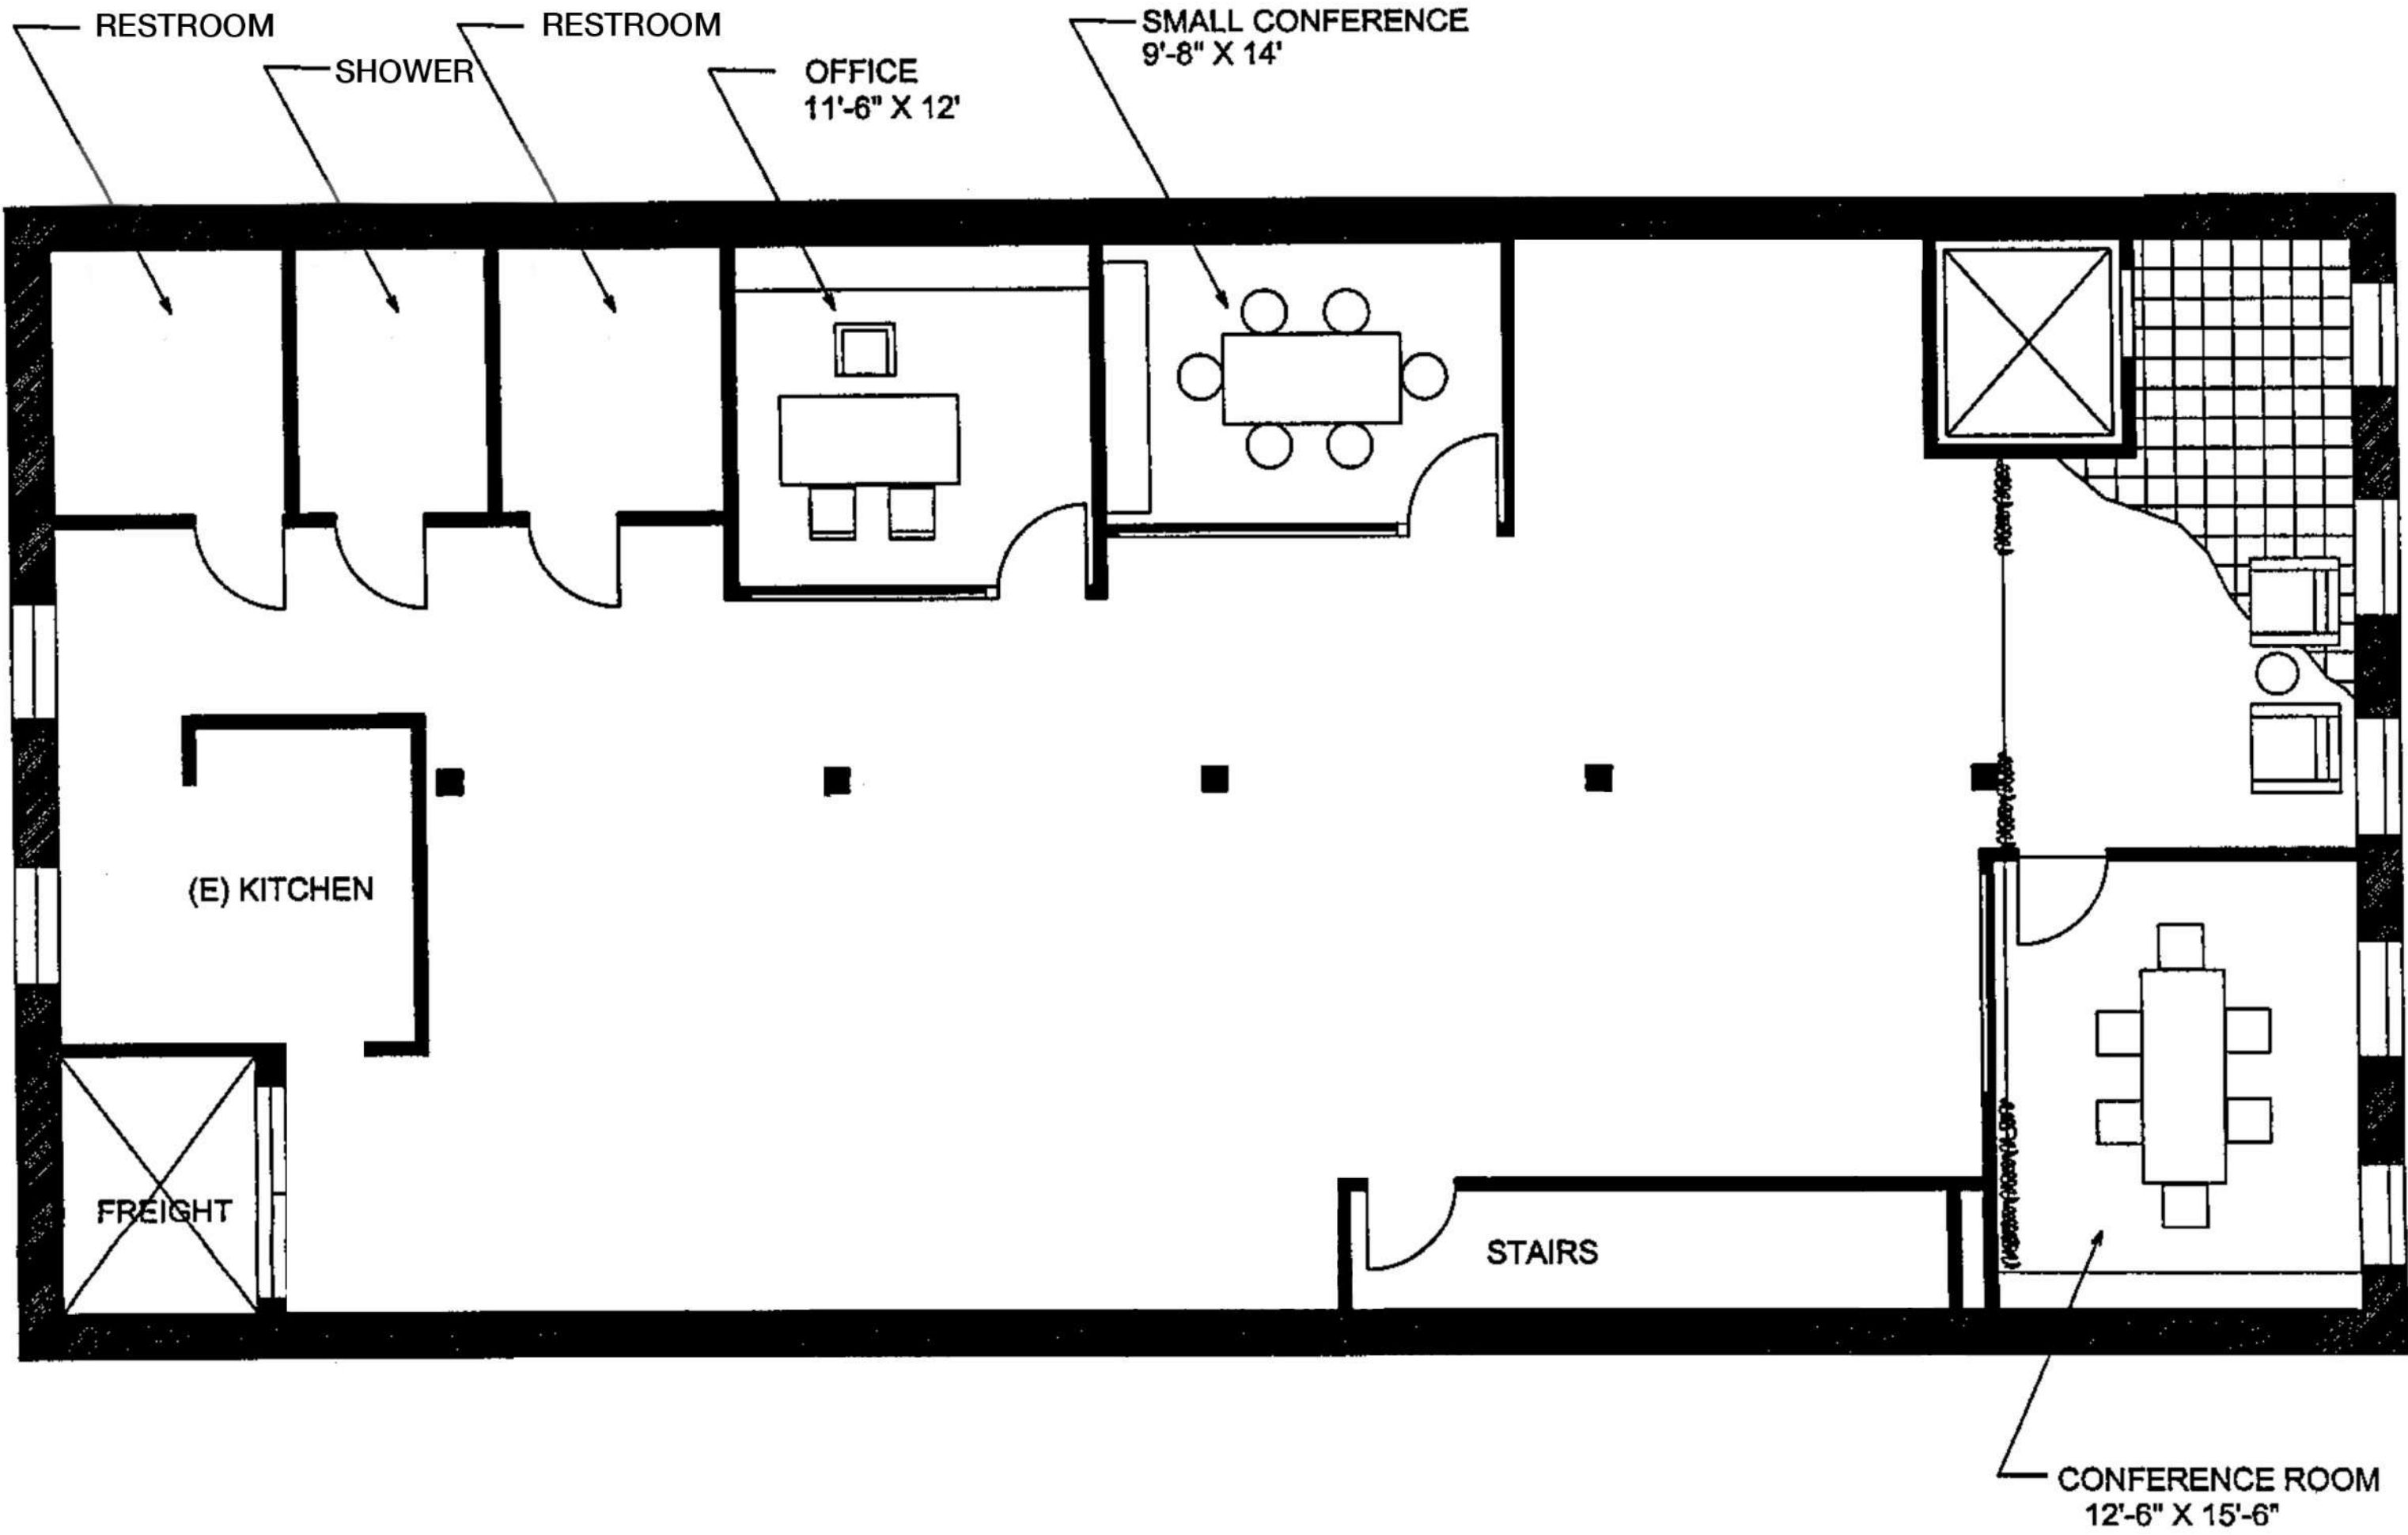 RESTROOM
SHOWER
RESTROOM
OFFICE
11'-6" X 12'
SMALL CONFERENCE
9'-8" X 14'
(E) KITCHEN
FREIGHT
STAIRS
CONFERENCE ROOM
12'-6" X 15'-6"